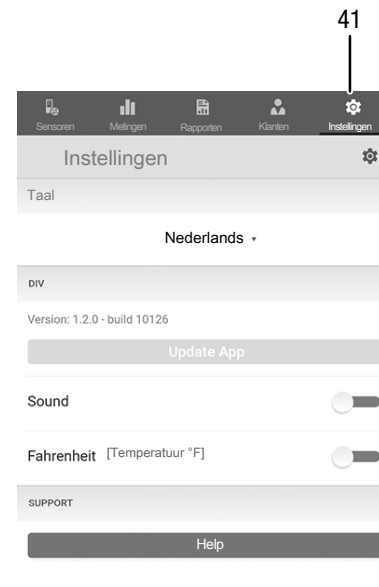 41
Sensoren Metingen Rapporten Klanten Instellingen
Instellingen
Taal
Nederlands
DIV
Version: 1.2.0 - build 10126
Update App
Sound
Fahrenheit [Temperatuur °F]
SUPPORT
Help